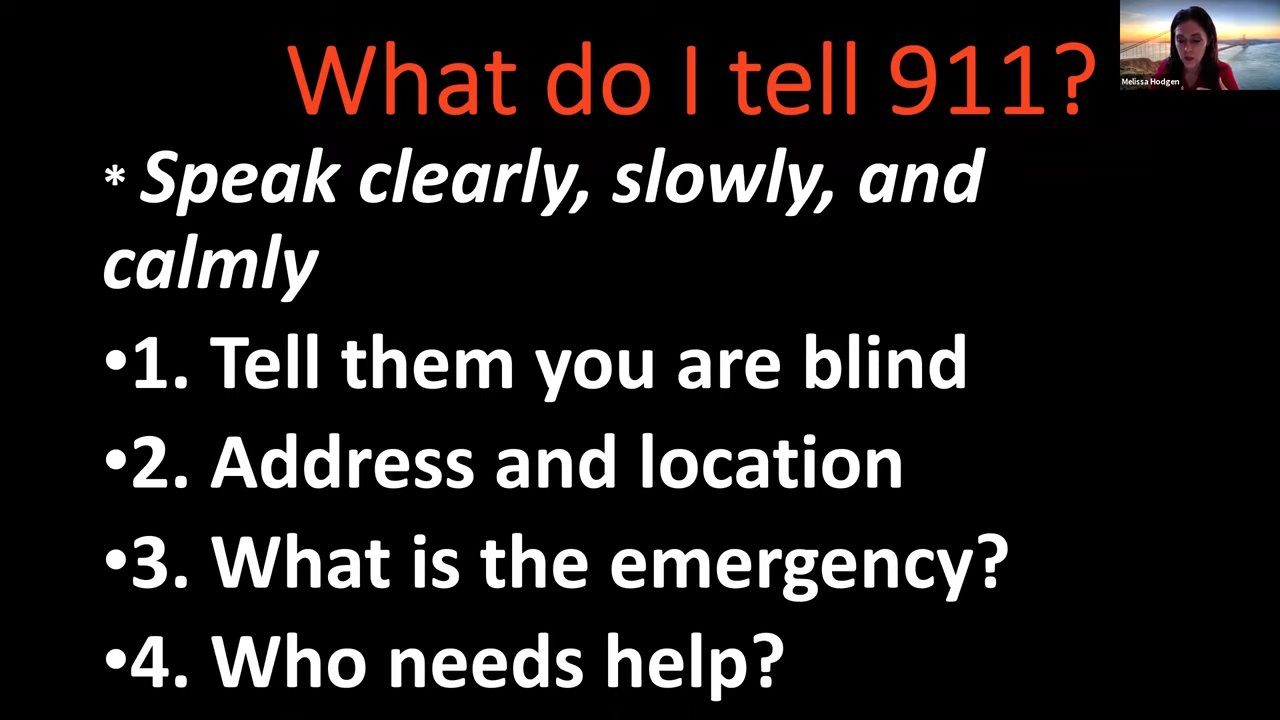 What do I tell 911?
Melissa Hodgen
* Speak clearly, slowly, and
calmly
•1. Tell them you are blind
•2. Address and location
•3. What is the emergency?
•4. Who needs help?